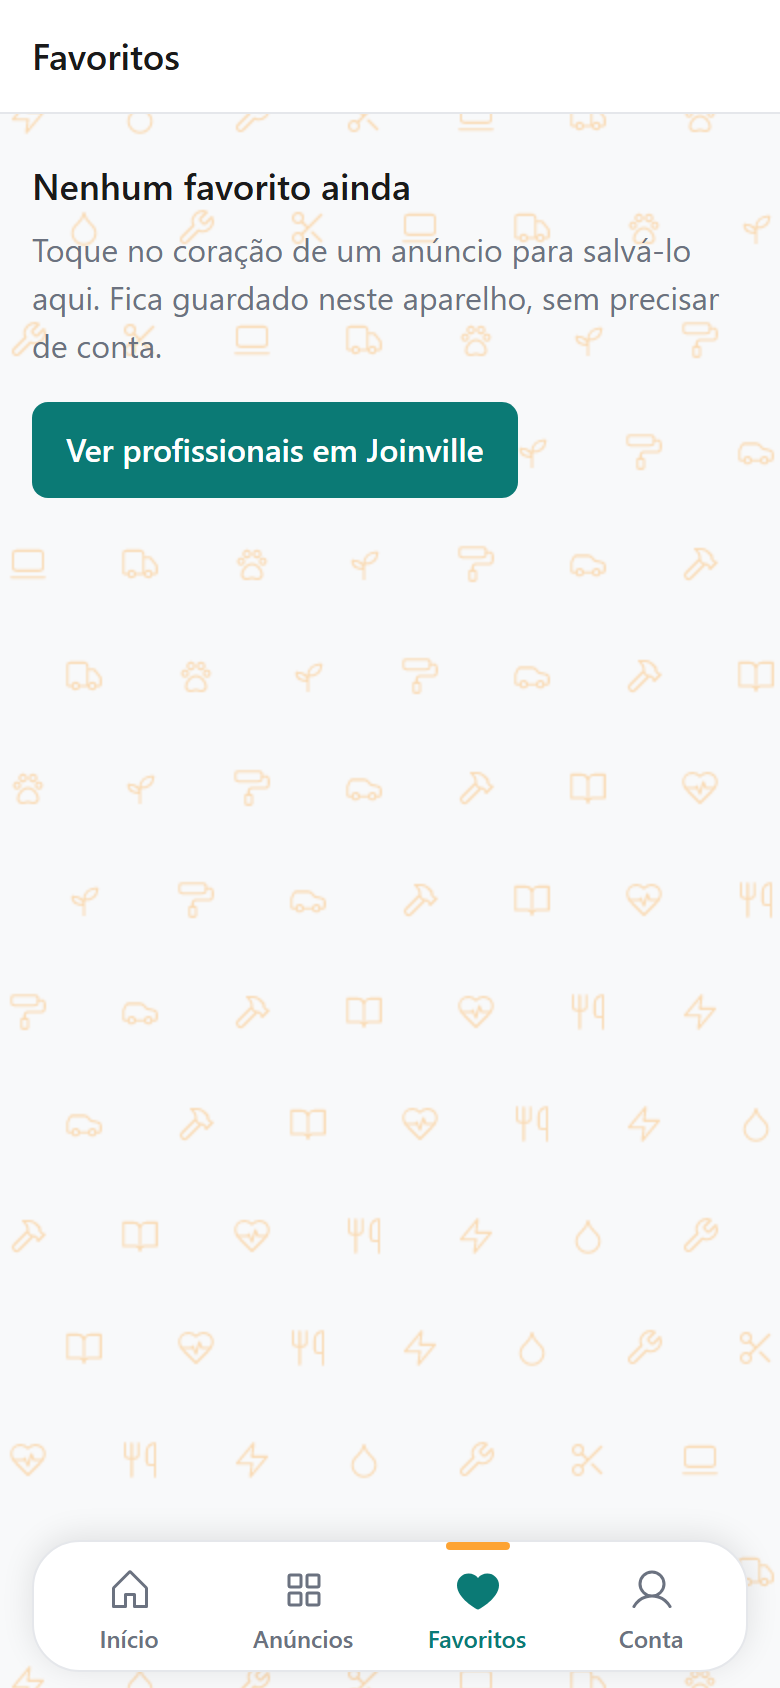 Favoritos
Nenhum favorito ainda
Toque no coração de um anúncio para salvá-lo
aqui. Fica guardado neste aparelho, sem precisar
de conta.
Ver profissionais em Joinville
Início
Anúncios
Favoritos
Conta